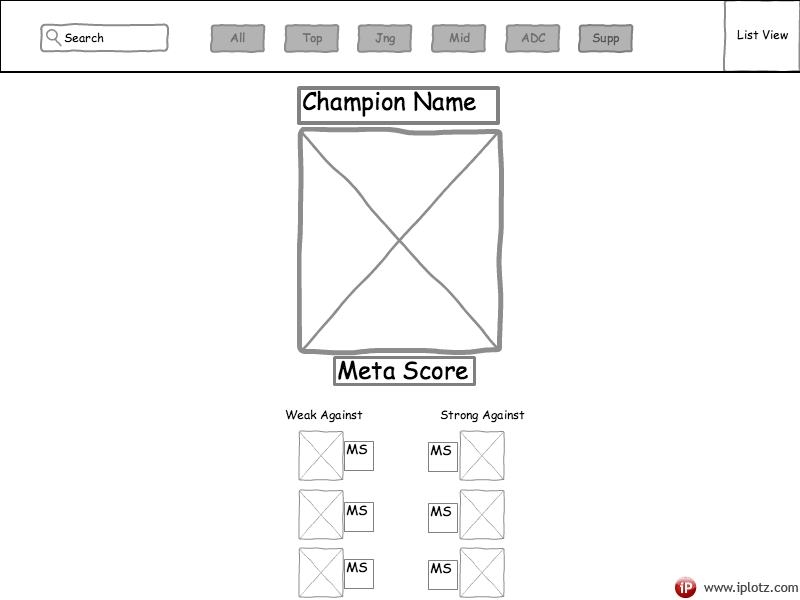 Search
All
Top
Jng
Mid
ADC
Supp
List View
Champion Name
Meta Score
Weak Against
Strong Against
MS
MS
MS
MS
MS
MS
iP www.iplotz.com